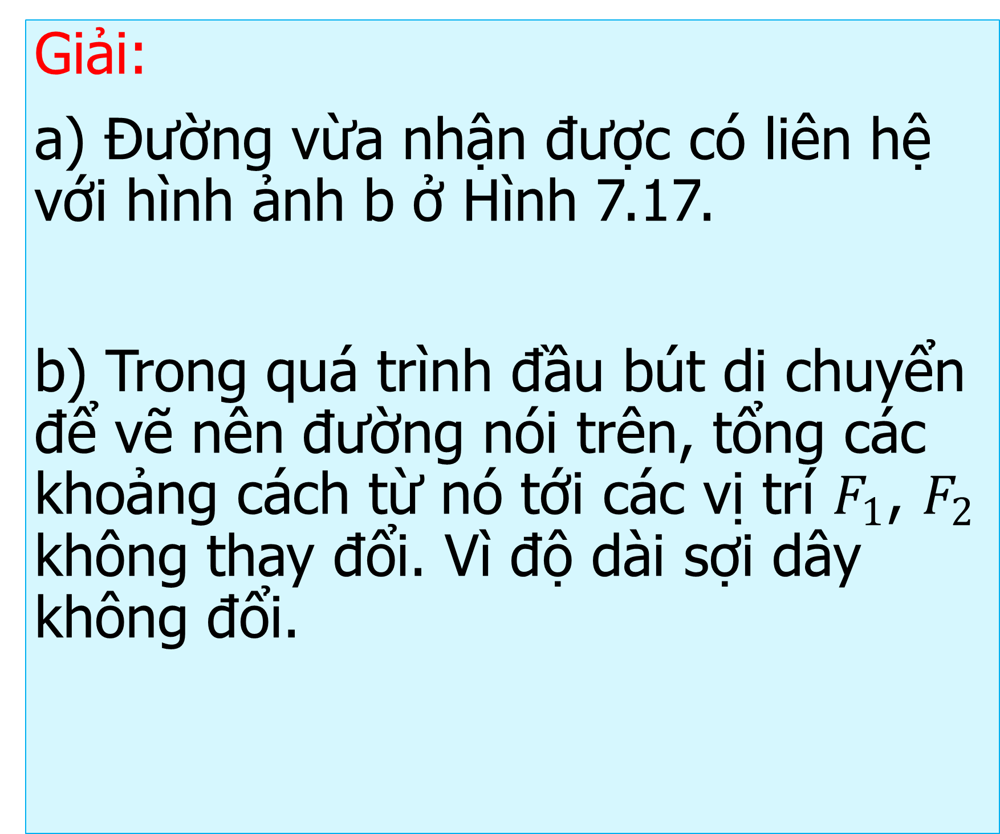 Giải:
a) Đường vừa nhận được có liên hệ
với hình ảnh b ở Hình 7.17.
b) Trong quá trình đầu bút di chuyển
để vẽ nên đường nói trên, tổng các
khoảng cách từ nó tới các vị trí F₁, F₂
không thay đổi. Vì độ dài sợi dây
không đổi.